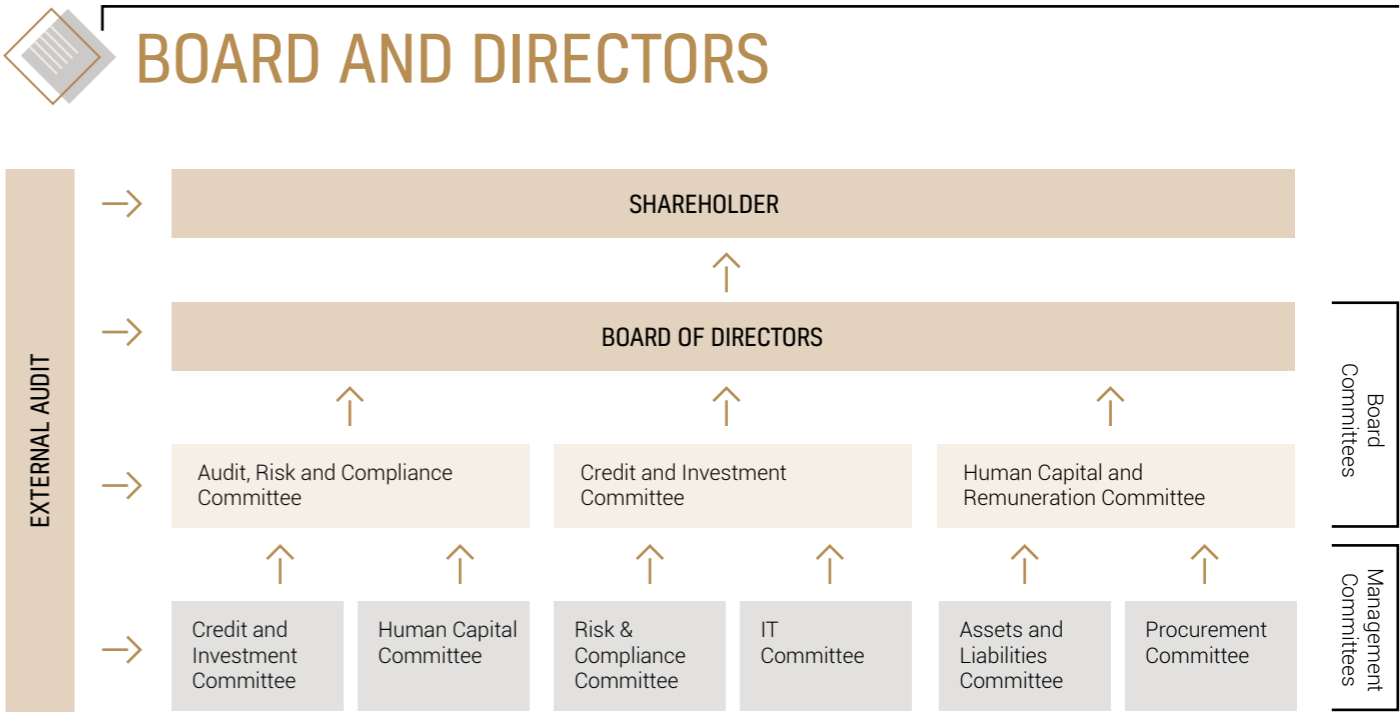 BOARD AND DIRECTORS
EXTERNAL AUDIT
SHAREHOLDER
BOARD OF DIRECTORS
Audit, Risk and Compliance
Committee
Credit and Investment
Committee
Human Capital and
Remuneration Committee
Board
Committees
Credit and
Investment
Committee
Human Capital
Committee
Risk &
Compliance
Committee
IT
Committee
Assets and
Liabilities
Committee
Procurement
Committee
Management
Committees